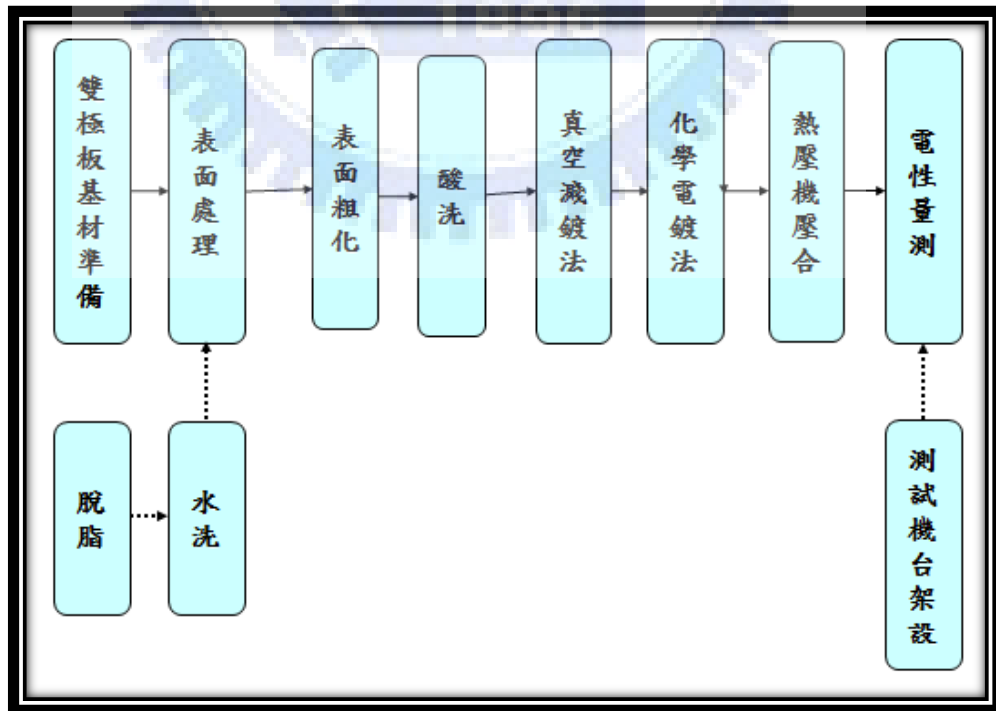 雙極板基材準備
表面處理
表面粗化
酸洗
真空濺鍍法
化學電鍍法
熱壓機壓合
電性量測
脫脂
水洗
測試機台架設